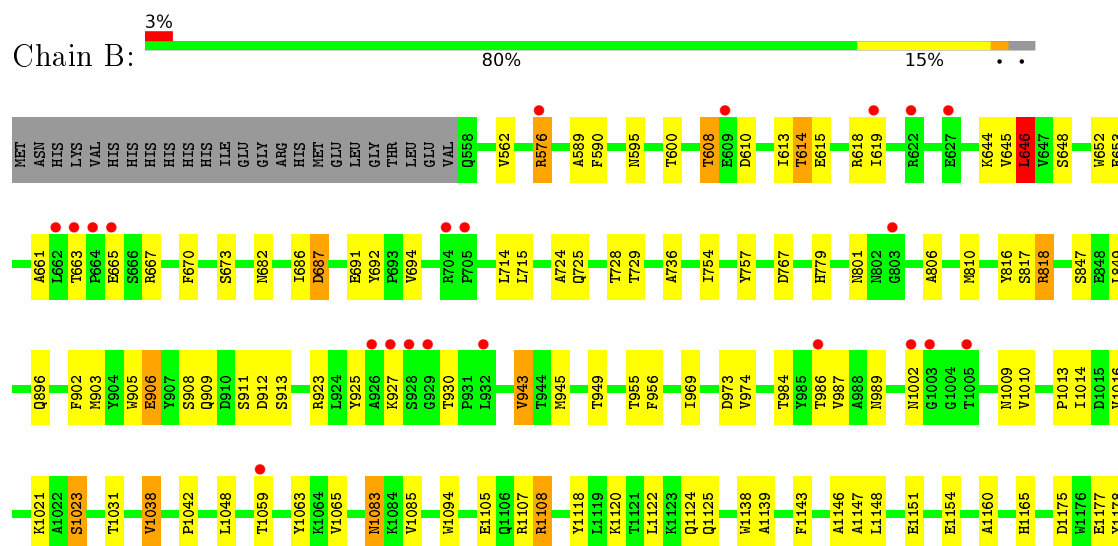 3%
Chain B:
80% 15% • •
MET ASN HIS LYS VAL HIS HIS HIS HIS HIS HIS ILE GLU GLY ARG HIS MET GLU LEU GLY THR LEU GLU VAL Q558 V562 R576 A589 F590 N595 T600 T608 E609 D610 I613 T614 E615 R618 I619 R622 E627 K644 V645 L646 V647 S648 W652
A661 L662 T663 P664 E665 S666 R667 F670 S673 N682 I686 D687 E691 Y692 P693 V694 R704 P705 L714 L715 A724 Q725 T728 T729 A736 I754 Y757 D767 H779 N801 N802 G803 A806 M810 Y816 S817 R818 S847 E848
Q896 F902 M903 Y904 W905 E906 Y907 S908 Q909 D910 S911 D912 S913 R923 L924 Y925 A926 K927 S928 G929 T930 P931 L932 V943 T944 M945 T949 T955 F956 I969 D973 V974 T984 Y985 T986 V987 A988 N989 N1002 G1003 G1004 T1005 N1009 V1010 P1013 I1014 D1015
K1021 A1022 S1023 T1031 V1038 P1042 L1048 T1059 Y1063 K1064 V1065 N1083 K1084 V1085 W1094 E1105 Q1106 R1107 R1108 Y1118 L1119 K1120 T1121 L1122 K1123 Q1124 Q1125 W1138 A1139 F1143 A1146 A1147 L1148 E1151 E1154 A1160 H1165 D1175 W1176 E1177